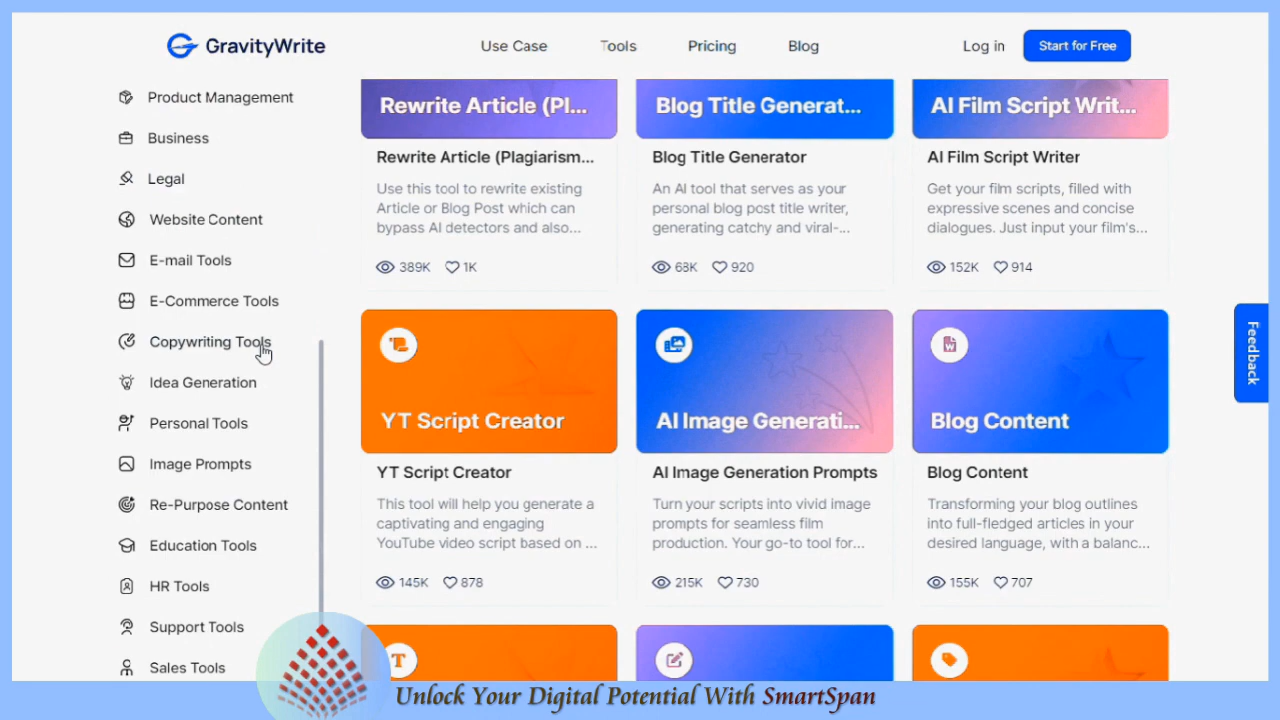 GravityWrite
Use Case
Tools
Pricing
Blog
Log in
Start for Free
Product Management
Business
Legal
Website Content
E-mail Tools
E-Commerce Tools
Copywriting Tools
Idea Generation
Personal Tools
Image Prompts
Re-Purpose Content
Education Tools
HR Tools
Support Tools
Sales Tools
Rewrite Article (Pl...
Rewrite Article (Plagiarism...
Use this tool to rewrite existing
Article or Blog Post which can
bypass AI detectors and also...
389K
1K
Blog Title Generat...
Blog Title Generator
An AI tool that serves as your
personal blog post title writer,
generating catchy and viral-...
68K
920
AI Film Script Writ...
AI Film Script Writer
Get your film scripts, filled with
expressive scenes and concise
dialogues. Just input your film's...
152K
914
YT Script Creator
YT Script Creator
This tool will help you generate a
captivating and engaging
YouTube video script based on ...
145K
878
AI Image Generati...
AI Image Generation Prompts
Turn your scripts into vivid image
prompts for seamless film
production. Your go-to tool for...
215K
730
Blog Content
Blog Content
Transforming your blog outlines
into full-fledged articles in your
desired language, with a balanc...
155K
707
Feedback
Unlock Your Digital Potential With SmartSpan